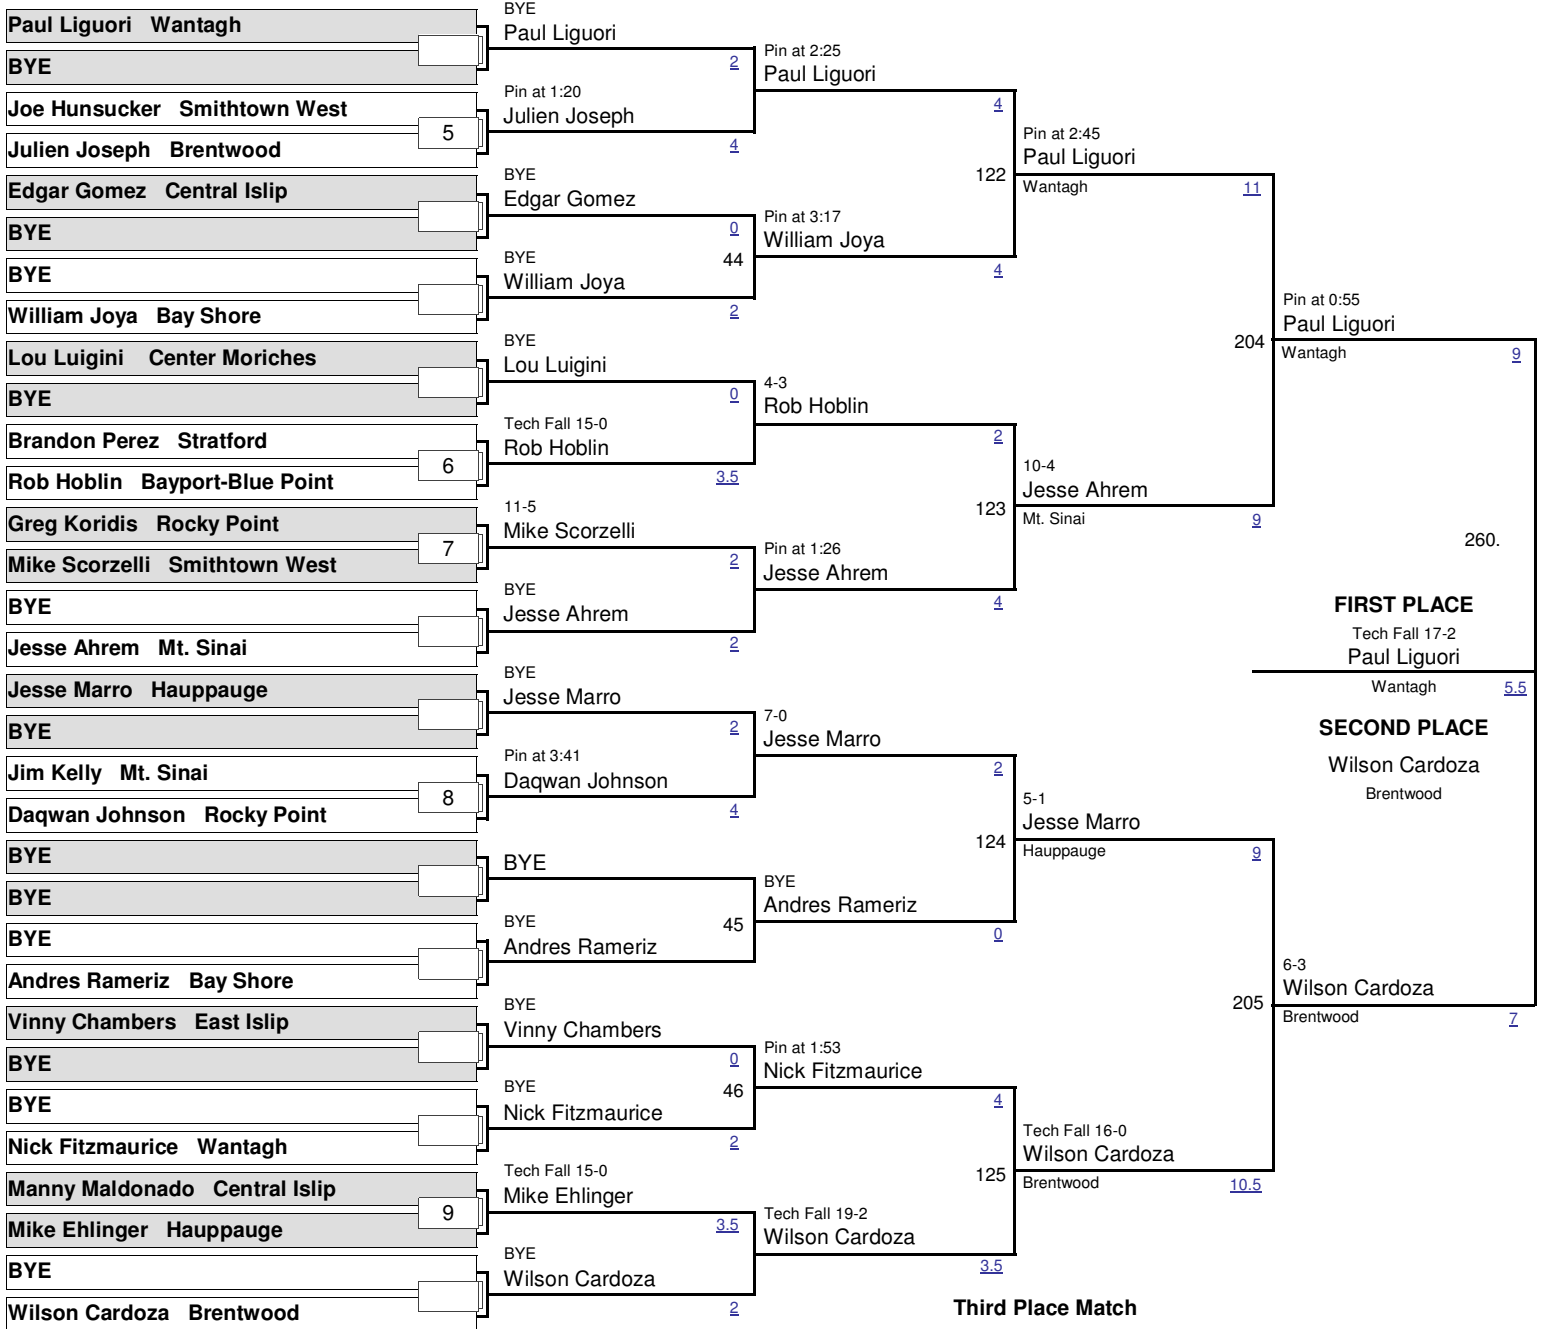 Paul Liguori Wantagh
BYE
Joe Hunsucker Smithtown West
5
Julien Joseph Brentwood
Edgar Gomez Central Islip
BYE
BYE
William Joya Bay Shore
Lou Luigini Center Moriches
BYE
Brandon Perez Stratford
6
Rob Hoblin Bayport-Blue Point
Greg Koridis Rocky Point
7
Mike Scorzelli Smithtown West
BYE
Jesse Ahrem Mt. Sinai
Jesse Marro Hauppauge
BYE
Jim Kelly Mt. Sinai
8
Daqwan Johnson Rocky Point
BYE
BYE
BYE
Andres Rameriz Bay Shore
Vinny Chambers East Islip
BYE
BYE
Nick Fitzmaurice Wantagh
Manny Maldonado Central Islip
9
Mike Ehlinger Hauppauge
BYE
Wilson Cardoza Brentwood
BYE
Paul Liguori
2
Pin at 1:20
Julien Joseph
4
BYE
Edgar Gomez
0
BYE
44
William Joya
2
BYE
Lou Luigini
0
Tech Fall 15-0
Rob Hoblin
3.5
11-5
Mike Scorzelli
2
BYE
Jesse Ahrem
2
BYE
Jesse Marro
2
Pin at 3:41
Daqwan Johnson
4
BYE
BYE
45
Andres Rameriz
BYE
Vinny Chambers
0
BYE
46
Nick Fitzmaurice
2
Tech Fall 15-0
Mike Ehlinger
3.5
BYE
Wilson Cardoza
2
Pin at 2:25
Paul Liguori
4
122
Pin at 3:17
William Joya
4
4-3
Rob Hoblin
2
123
Pin at 1:26
Jesse Ahrem
4
7-0
Jesse Marro
2
124
BYE
Andres Rameriz
0
Pin at 1:53
Nick Fitzmaurice
4
125
Tech Fall 19-2
Wilson Cardoza
3.5
Pin at 2:45
Paul Liguori
Wantagh
11
204
10-4
Jesse Ahrem
Mt. Sinai
9
5-1
Jesse Marro
Hauppauge
9
205
Tech Fall 16-0
Wilson Cardoza
Brentwood
10.5
Pin at 0:55
Paul Liguori
Wantagh
9
260.
FIRST PLACE
Tech Fall 17-2
Paul Liguori
Wantagh
5.5
SECOND PLACE
Wilson Cardoza
Brentwood
6-3
Wilson Cardoza
Brentwood
7
Third Place Match